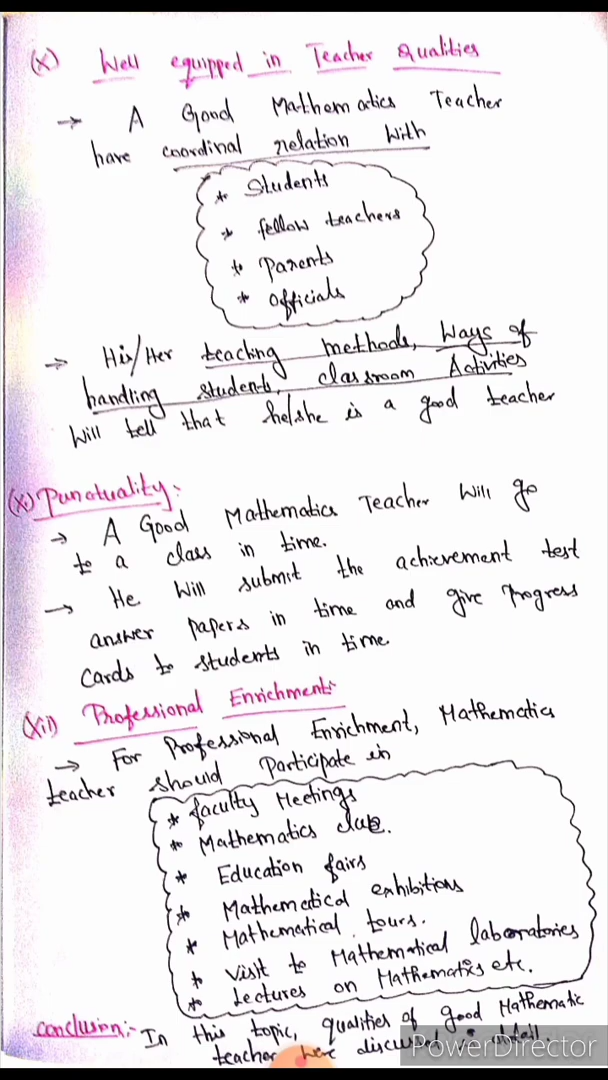 (x) Well equipped in Teacher Qualities
→ A Good Mathematics Teacher
have coordinal relation with
* Students
* fellow teachers
* Parents
* officials
→ His/Her teaching methods, Ways of
handling students, classroom Activities
Will tell that he/she is a good teacher
(xi) Punctuality:
→ A Good Mathematics Teacher Will go
to a class in time.
→ He Will submit the achievement test
answer papers in time and give Progress
Cards to students in time
(xii) Professional Enrichment:-
→ For Professional Enrichment, Mathematics
teacher should Participate in
* faculty Meetings
* Mathematics club.
* Education fairs
* Mathematical exhibitions
* Mathematical tours.
* Visit to Mathematical laboratories
* Lectures on Mathematics etc.
Conclusion:- In this topic, qualities of good Mathematic
teacher were discussed
PowerDirector